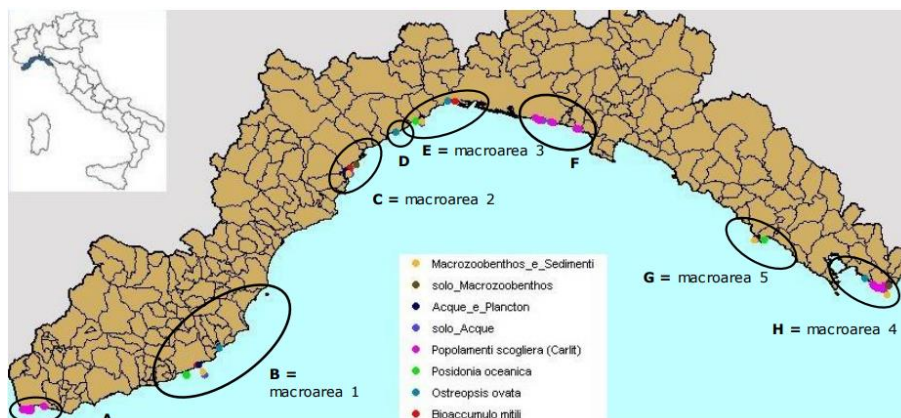 D
E = macroarea 3
F
C = macroarea 2
G = macroarea 5
H = macroarea 4
B =
macroarea 1
A
Macrozoobenthos_e_Sedimenti
solo_Macrozoobenthos
Acque_e_Plancton
solo_Acque
Popolamenti scogliera (Carlit)
Posidonia oceanica
Ostreopsis ovata
Bioaccumulo mitili